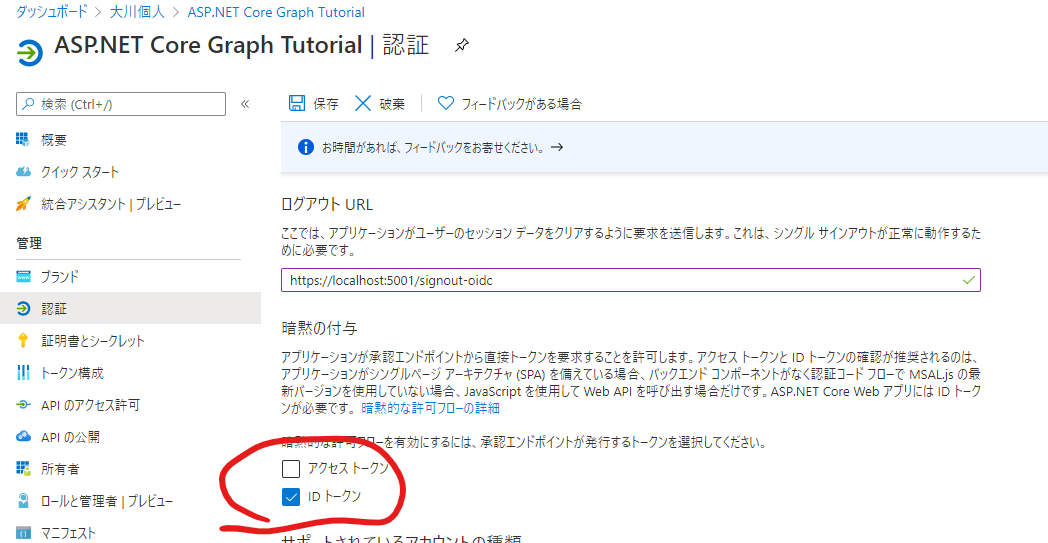 ダッシュボード > 大川個人 > ASP.NET Core Graph Tutorial
ASP.NET Core Graph Tutorial | 認証
検索 (Ctrl+/)
«
概要
クイック スタート
統合アシスタント | プレビュー
管理
ブランド
認証
証明書とシークレット
トークン構成
API のアクセス許可
API の公開
所有者
ロールと管理者 | プレビュー
マニフェスト
保存
破棄
フィードバックがある場合
お時間があれば、フィードバックをお寄せください。 →
ログアウト URL
ここでは、アプリケーションがユーザーのセッション データをクリアするように要求を送信します。これは、シングル サインアウトが正常に動作するた
めに必要です。
https://localhost:5001/signout-oidc
暗黙の付与
アプリケーションが承認エンドポイントから直接トークンを要求することを許可します。アクセス トークンと ID トークンの確認が推奨されるのは、
アプリケーションがシングルページ アーキテクチャ (SPA) を備えている場合、バックエンド コンポーネントがなく認証コード フローで MSAL.js の最
新バージョンを使用していない場合、JavaScript を使用して Web API を呼び出す場合だけです。ASP.NET Core Web アプリには ID トーク
ンが必要です。 暗黙的な許可フローの詳細
暗黙的な許可フローを有効にするには、承認エンドポイントが発行するトークンを選択してください。
アクセス トークン
ID トークン
サポートされているアカウントの種類